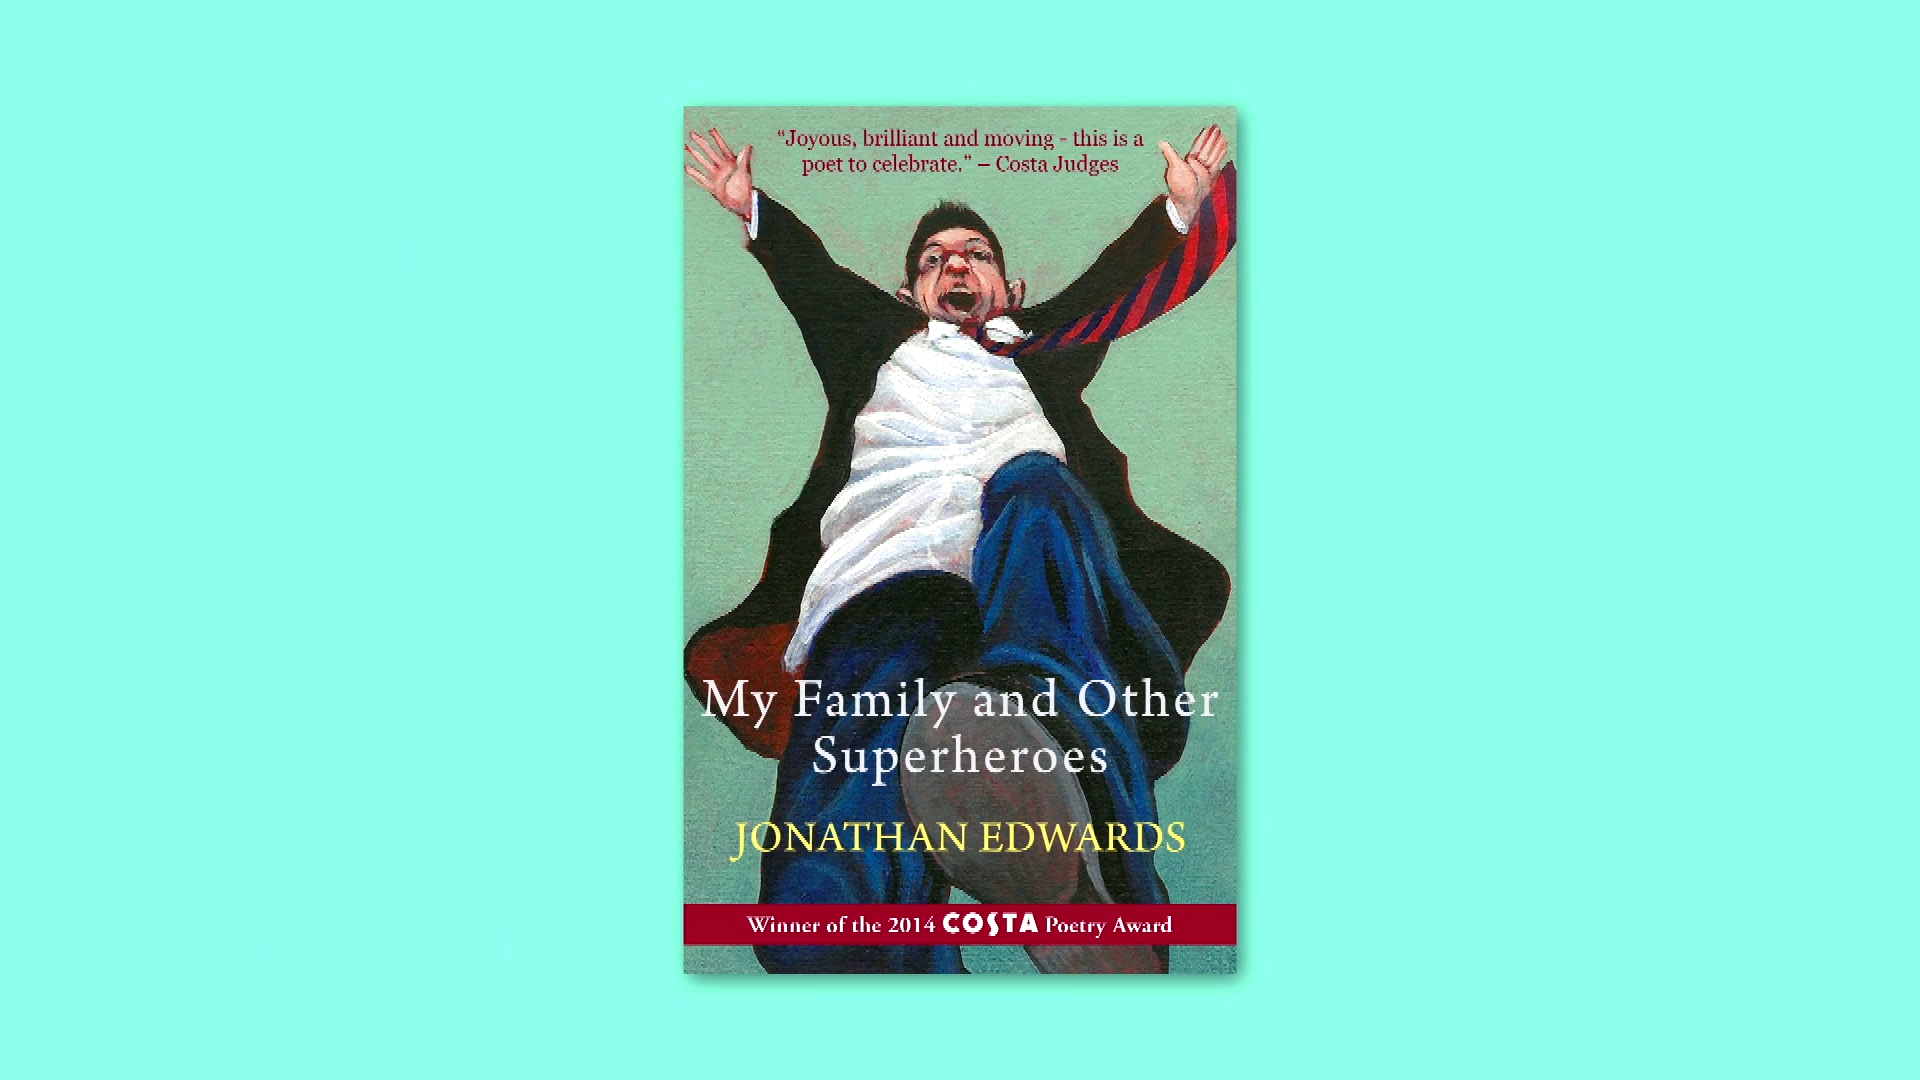 “Joyous, brilliant and moving - this is a
poet to celebrate.” – Costa Judges
My Family and Other
Superheroes
JONATHAN EDWARDS
Winner of the 2014 COSTA Poetry Award